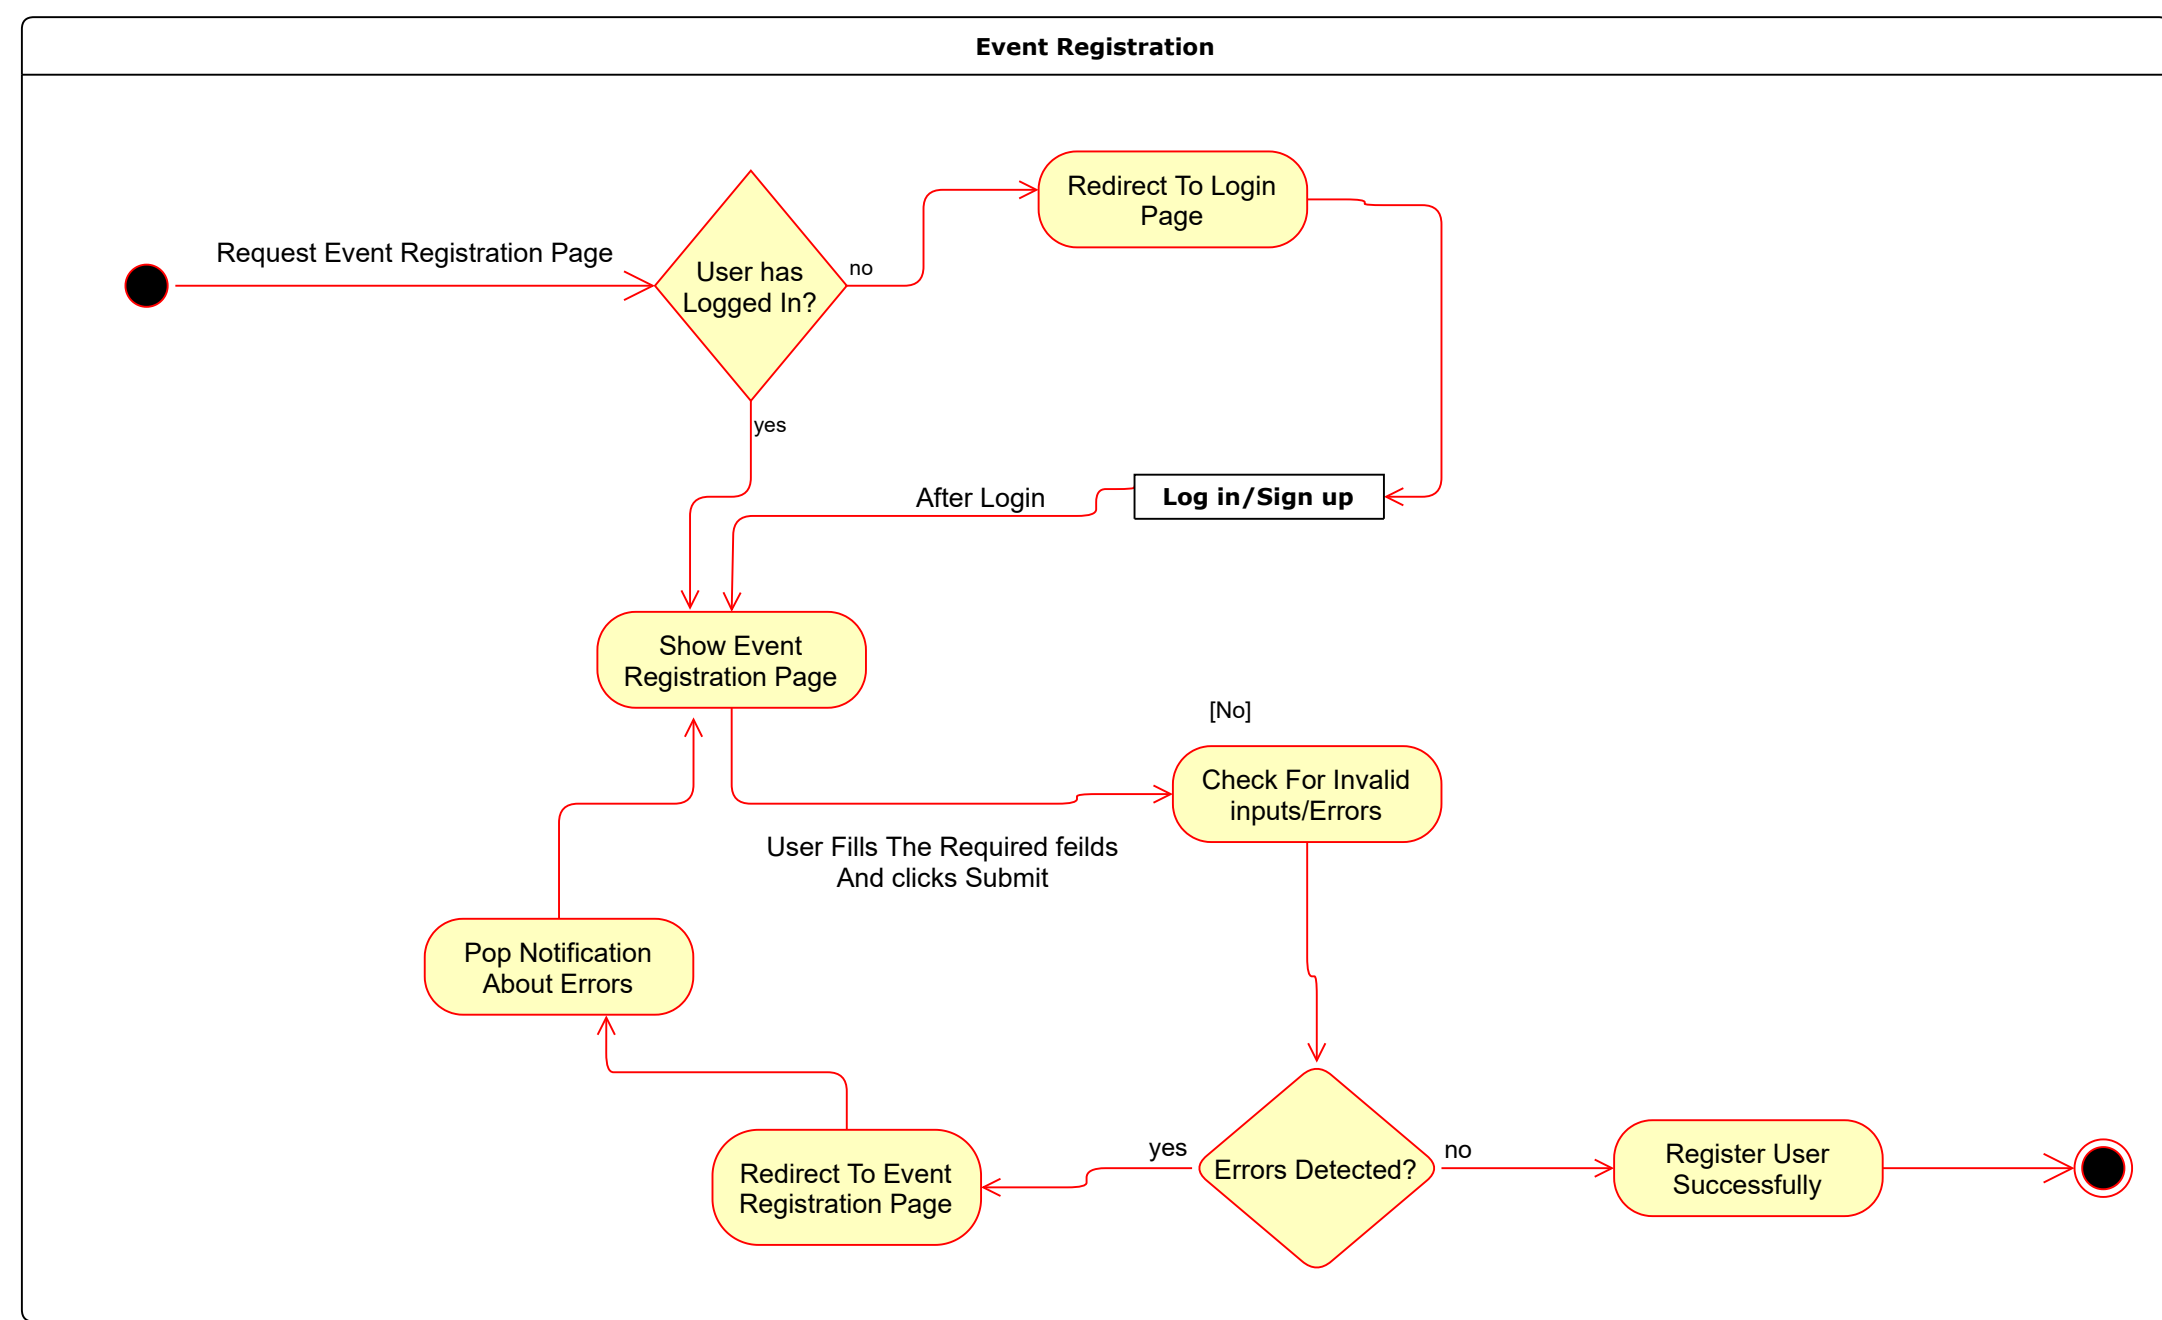 Event Registration
Request Event Registration Page
User has
Logged In?
no
Redirect To Login
Page
yes
After Login
Log in/Sign up
Show Event
Registration Page
[No]
Check For Invalid
inputs/Errors
User Fills The Required feilds
And clicks Submit
Pop Notification
About Errors
Redirect To Event
Registration Page
yes
Errors Detected?
no
Register User
Successfully